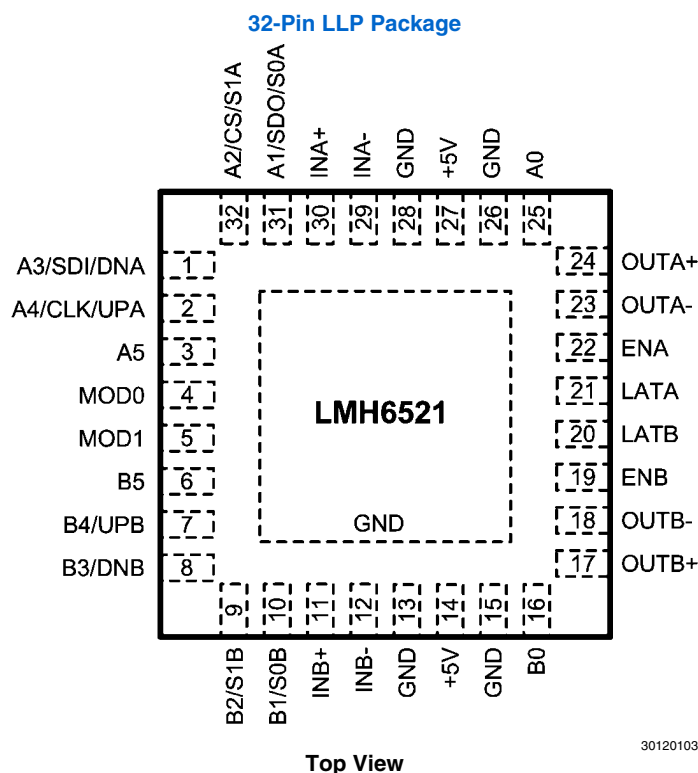 32-Pin LLP Package
A2/CS/S1A
A1/SDO/S0A
INA+
INA-
GND
+5V
GND
A0
32
31
30
29
28
27
26
25
A3/SDI/DNA
1
A4/CLK/UPA
2
A5
3
MOD0
4
MOD1
5
B5
6
B4/UPB
7
B3/DNB
8
LMH6521
GND
24
OUTA+
23
OUTA-
22
ENA
21
LATA
20
LATB
19
ENB
18
OUTB-
17
OUTB+
9
10
11
12
13
14
15
16
B2/S1B
B1/S0B
INB+
INB-
GND
+5V
GND
B0
30120103
Top View